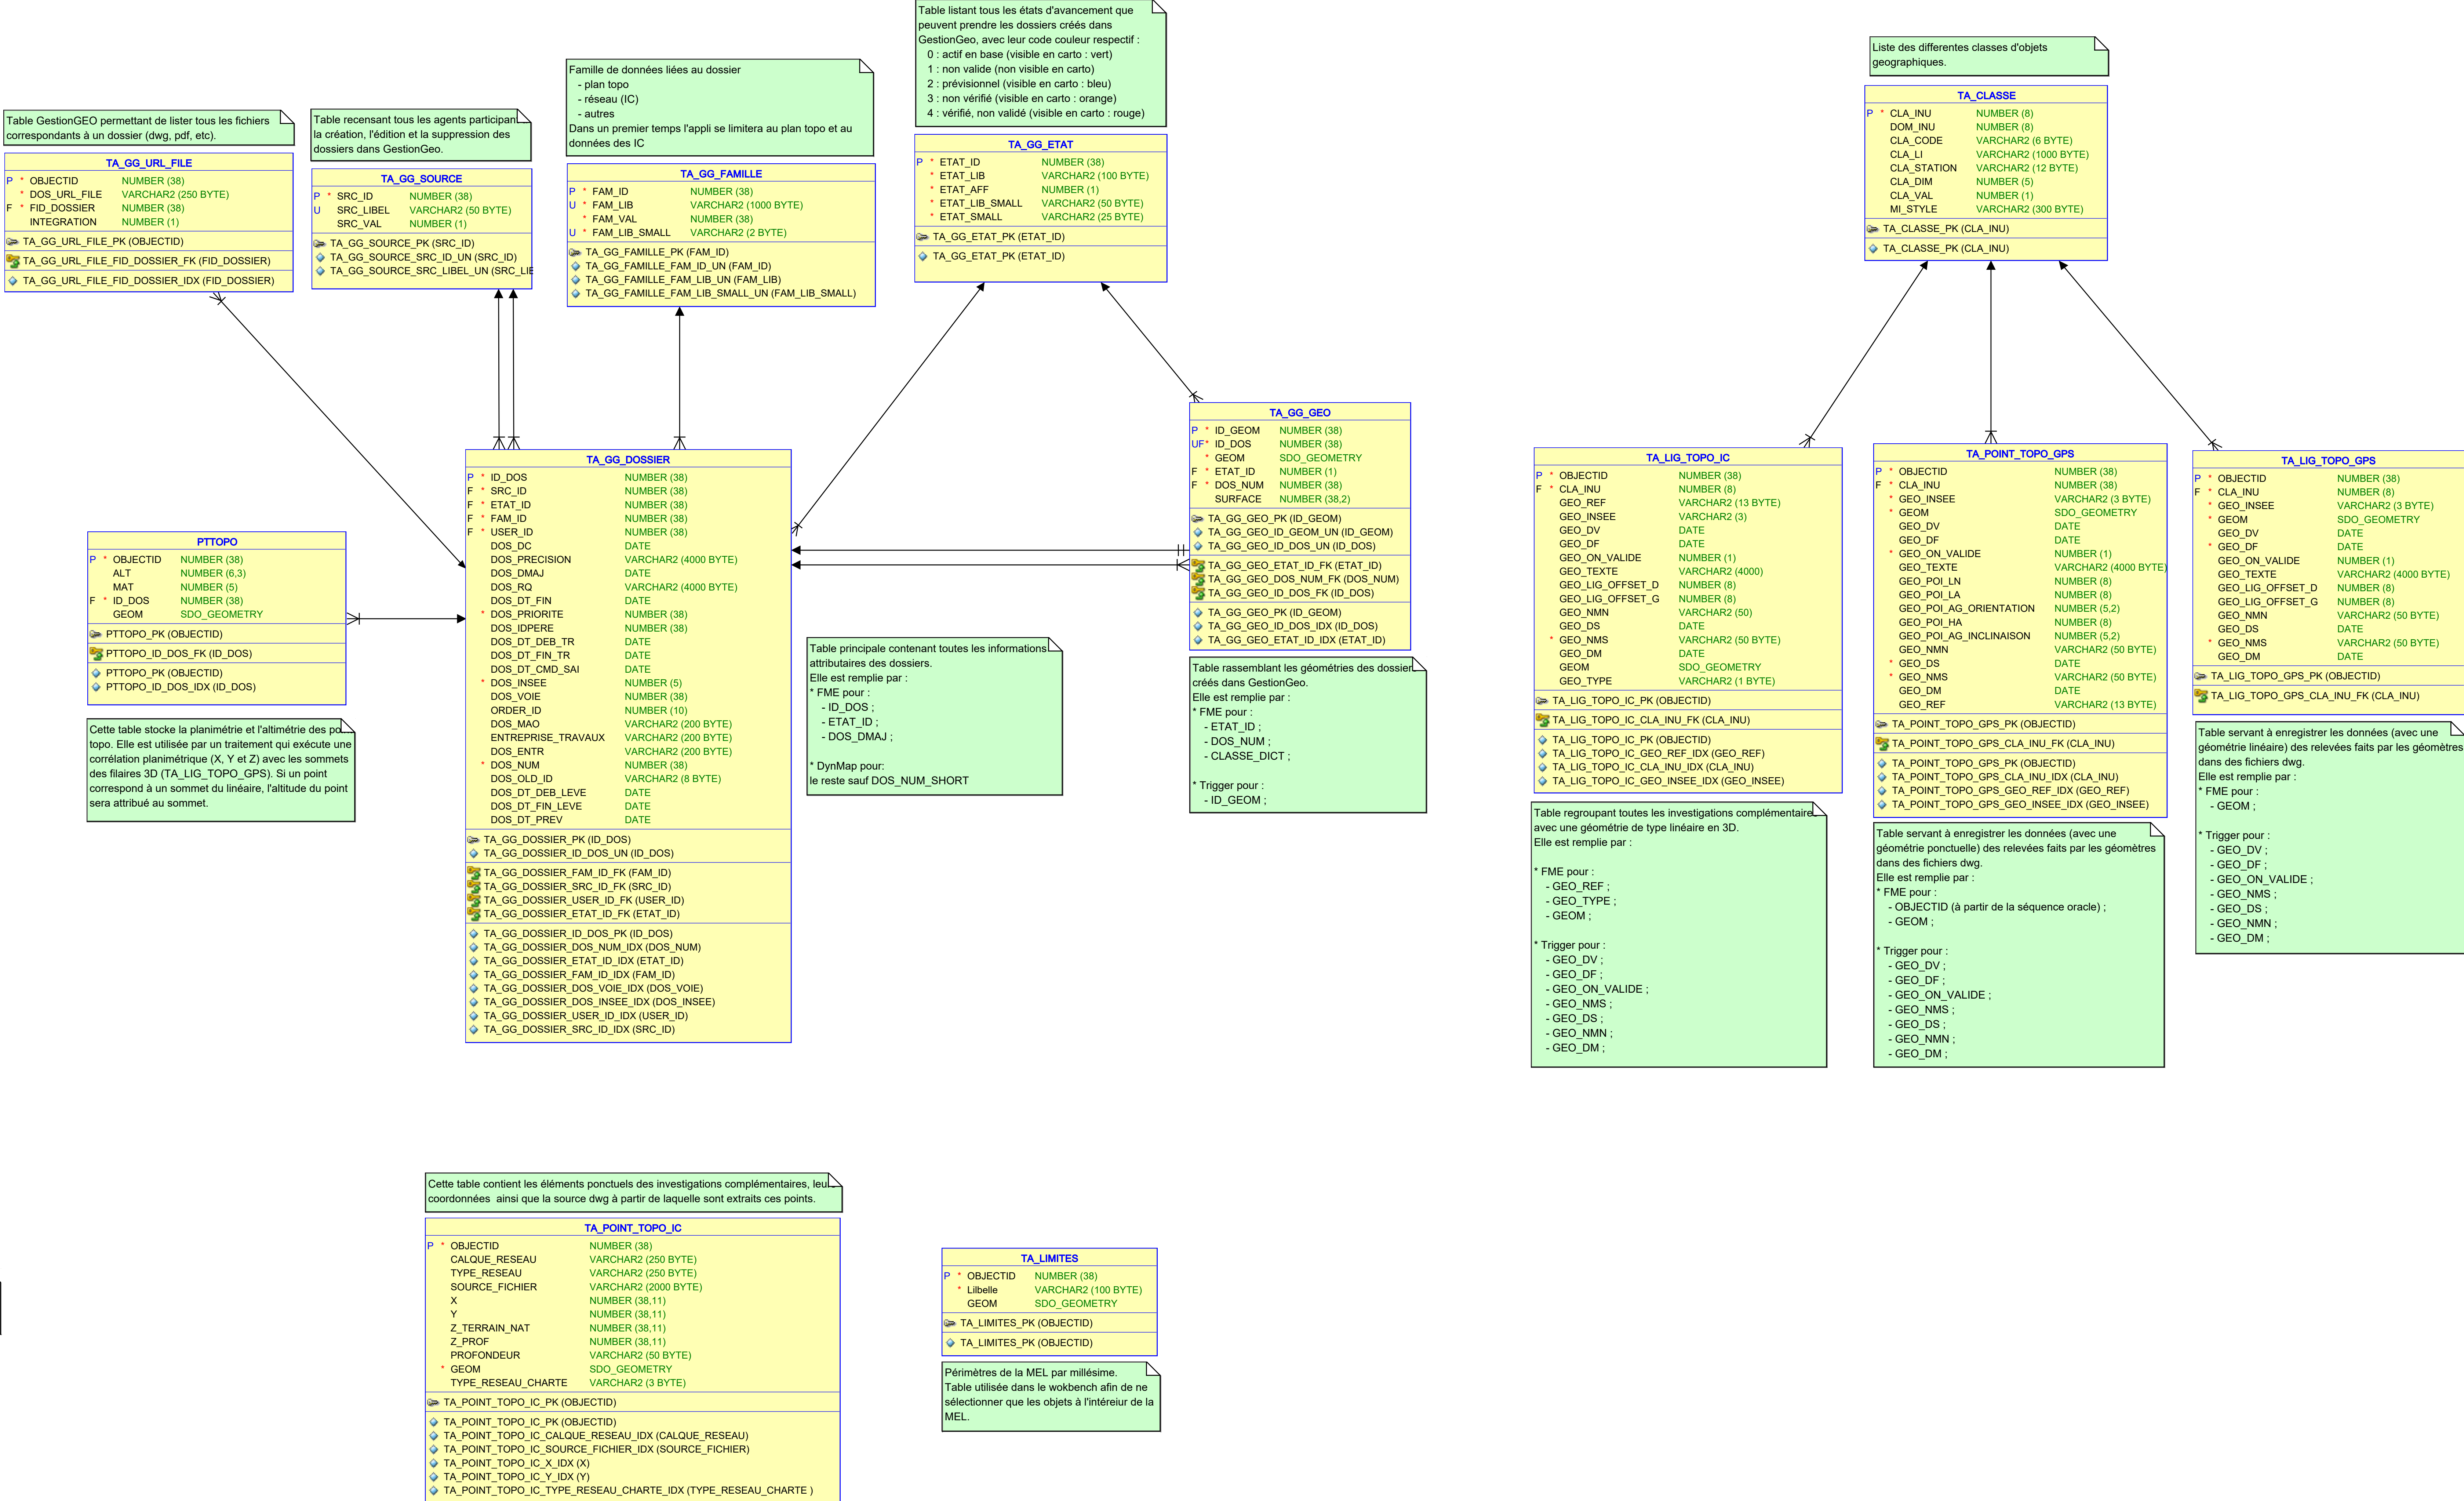 Table GestionGEO permettant de lister tous les fichiers
correspondants à un dossier (dwg, pdf, etc).
TA_GG_URL_FILE
P * OBJECTID NUMBER (38)
* DOS_URL_FILE VARCHAR2 (250 BYTE)
F * FID_DOSSIER NUMBER (38)
INTEGRATION NUMBER (1)
TA_GG_URL_FILE_PK (OBJECTID)
TA_GG_URL_FILE_FID_DOSSIER_FK (FID_DOSSIER)
TA_GG_URL_FILE_FID_DOSSIER_IDX (FID_DOSSIER)
Table recensant tous les agents participant
la création, l'édition et la suppression des
dossiers dans GestionGeo.
TA_GG_SOURCE
P * SRC_ID NUMBER (38)
U SRC_LIBEL VARCHAR2 (50 BYTE)
SRC_VAL NUMBER (1)
TA_GG_SOURCE_PK (SRC_ID)
TA_GG_SOURCE_SRC_ID_UN (SRC_ID)
TA_GG_SOURCE_SRC_LIBEL_UN (SRC_LIE
Famille de données liées au dossier
- plan topo
- réseau (IC)
- autres
Dans un premier temps l'appli se limitera au plan topo et au
données des IC
TA_GG_FAMILLE
P * FAM_ID NUMBER (38)
U * FAM_LIB VARCHAR2 (1000 BYTE)
* FAM_VAL NUMBER (38)
U * FAM_LIB_SMALL VARCHAR2 (2 BYTE)
TA_GG_FAMILLE_PK (FAM_ID)
TA_GG_FAMILLE_FAM_ID_UN (FAM_ID)
TA_GG_FAMILLE_FAM_LIB_UN (FAM_LIB)
TA_GG_FAMILLE_FAM_LIB_SMALL_UN (FAM_LIB_SMALL)
Table listant tous les états d'avancement que
peuvent prendre les dossiers créés dans
GestionGeo, avec leur code couleur respectif :
0 : actif en base (visible en carto : vert)
1 : non valide (non visible en carto)
2 : prévisionnel (visible en carto : bleu)
3 : non vérifié (visible en carto : orange)
4 : vérifié, non validé (visible en carto : rouge)
TA_GG_ETAT
P * ETAT_ID NUMBER (38)
* ETAT_LIB VARCHAR2 (100 BYTE)
* ETAT_AFF NUMBER (1)
* ETAT_LIB_SMALL VARCHAR2 (50 BYTE)
* ETAT_SMALL VARCHAR2 (25 BYTE)
TA_GG_ETAT_PK (ETAT_ID)
TA_GG_ETAT_PK (ETAT_ID)
Liste des differentes classes d'objets
geographiques.
TA_CLASSE
P * CLA_INU NUMBER (8)
DOM_INU NUMBER (8)
CLA_CODE VARCHAR2 (6 BYTE)
CLA_LI VARCHAR2 (1000 BYTE)
CLA_STATION VARCHAR2 (12 BYTE)
CLA_DIM NUMBER (5)
CLA_VAL NUMBER (1)
MI_STYLE VARCHAR2 (300 BYTE)
TA_CLASSE_PK (CLA_INU)
TA_CLASSE_PK (CLA_INU)
PTTOPO
P * OBJECTID NUMBER (38)
ALT NUMBER (6,3)
MAT NUMBER (5)
F * ID_DOS NUMBER (38)
GEOM SDO_GEOMETRY
PTTOPO_PK (OBJECTID)
PTTOPO_ID_DOS_FK (ID_DOS)
PTTOPO_PK (OBJECTID)
PTTOPO_ID_DOS_IDX (ID_DOS)
Cette table stocke la planimétrie et l'altimétrie des
topo. Elle est utilisée par un traitement qui exécute une
corrélation planimétrique (X, Y et Z) avec les sommets
des filaires 3D (TA_LIG_TOPO_GPS). Si un point
correspond à un sommet du linéaire, l'altitude du point
sera attribué au sommet.
TA_GG_DOSSIER
P * ID_DOS NUMBER (38)
F * SRC_ID NUMBER (38)
F * ETAT_ID NUMBER (38)
F * FAM_ID NUMBER (38)
F * USER_ID NUMBER (38)
DOS_DC DATE
DOS_PRECISION VARCHAR2 (4000 BYTE)
DOS_DMAJ DATE
DOS_RQ VARCHAR2 (4000 BYTE)
DOS_DT_FIN DATE
* DOS_PRIORITE NUMBER (38)
DOS_IDPERE NUMBER (38)
DOS_DT_DEB_TR DATE
DOS_DT_FIN_TR DATE
DOS_DT_CMD_SAI DATE
* DOS_INSEE NUMBER (5)
DOS_VOIE NUMBER (38)
ORDER_ID NUMBER (10)
DOS_MAO VARCHAR2 (200 BYTE)
ENTREPRISE_TRAVAUX VARCHAR2 (200 BYTE)
DOS_ENTR VARCHAR2 (200 BYTE)
* DOS_NUM NUMBER (38)
DOS_OLD_ID VARCHAR2 (8 BYTE)
DOS_DT_DEB_LEVE DATE
DOS_DT_FIN_LEVE DATE
DOS_DT_PREV DATE
TA_GG_DOSSIER_PK (ID_DOS)
TA_GG_DOSSIER_ID_DOS_UN (ID_DOS)
TA_GG_DOSSIER_FAM_ID_FK (FAM_ID)
TA_GG_DOSSIER_SRC_ID_FK (SRC_ID)
TA_GG_DOSSIER_USER_ID_FK (USER_ID)
TA_GG_DOSSIER_ETAT_ID_FK (ETAT_ID)
TA_GG_DOSSIER_ID_DOS_PK (ID_DOS)
TA_GG_DOSSIER_DOS_NUM_IDX (DOS_NUM)
TA_GG_DOSSIER_ETAT_ID_IDX (ETAT_ID)
TA_GG_DOSSIER_FAM_ID_IDX (FAM_ID)
TA_GG_DOSSIER_DOS_VOIE_IDX (DOS_VOIE)
TA_GG_DOSSIER_DOS_INSEE_IDX (DOS_INSEE)
TA_GG_DOSSIER_USER_ID_IDX (USER_ID)
TA_GG_DOSSIER_SRC_ID_IDX (SRC_ID)
Table principale contenant toutes les informations
attributaires des dossiers.
Elle est remplie par :
* FME pour :
- ID_DOS ;
- ETAT_ID ;
- DOS_DMAJ ;
* DynMap pour:
le reste sauf DOS_NUM_SHORT
TA_GG_GEO
P * ID_GEOM NUMBER (38)
UF* ID_DOS NUMBER (38)
* GEOM SDO_GEOMETRY
F * ETAT_ID NUMBER (1)
F * DOS_NUM NUMBER (38)
SURFACE NUMBER (38,2)
TA_GG_GEO_PK (ID_GEOM)
TA_GG_GEO_ID_GEOM_UN (ID_GEOM)
TA_GG_GEO_ID_DOS_UN (ID_DOS)
TA_GG_GEO_ETAT_ID_FK (ETAT_ID)
TA_GG_GEO_DOS_NUM_FK (DOS_NUM)
TA_GG_GEO_ID_DOS_FK (ID_DOS)
TA_GG_GEO_PK (ID_GEOM)
TA_GG_GEO_ID_DOS_IDX (ID_DOS)
TA_GG_GEO_ETAT_ID_IDX (ETAT_ID)
Table rassemblant les géométries des dossiers
créés dans GestionGeo.
Elle est remplie par :
* FME pour :
- ETAT_ID ;
- DOS_NUM ;
- CLASSE_DICT ;
* Trigger pour :
- ID_GEOM ;
TA_LIG_TOPO_IC
P * OBJECTID NUMBER (38)
F * CLA_INU NUMBER (8)
GEO_REF VARCHAR2 (13 BYTE)
GEO_INSEE VARCHAR2 (3)
GEO_DV DATE
GEO_DF DATE
GEO_ON_VALIDE NUMBER (1)
GEO_TEXTE VARCHAR2 (4000)
GEO_LIG_OFFSET_D NUMBER (8)
GEO_LIG_OFFSET_G NUMBER (8)
GEO_NMN VARCHAR2 (50)
GEO_DS DATE
* GEO_NMS VARCHAR2 (50 BYTE)
GEO_DM DATE
GEOM SDO_GEOMETRY
GEO_TYPE VARCHAR2 (1 BYTE)
TA_LIG_TOPO_IC_PK (OBJECTID)
TA_LIG_TOPO_IC_CLA_INU_FK (CLA_INU)
TA_LIG_TOPO_IC_PK (OBJECTID)
TA_LIG_TOPO_IC_GEO_REF_IDX (GEO_REF)
TA_LIG_TOPO_IC_CLA_INU_IDX (CLA_INU)
TA_LIG_TOPO_IC_GEO_INSEE_IDX (GEO_INSEE)
Table regroupant toutes les investigations complémentaires
avec une géométrie de type linéaire en 3D.
Elle est remplie par :
* FME pour :
- GEO_REF ;
- GEO_TYPE ;
- GEOM ;
* Trigger pour :
- GEO_DV ;
- GEO_DF ;
- GEO_ON_VALIDE ;
- GEO_NMS ;
- GEO_DS ;
- GEO_NMN ;
- GEO_DM ;
TA_POINT_TOPO_GPS
P * OBJECTID NUMBER (38)
F * CLA_INU NUMBER (38)
* GEO_INSEE VARCHAR2 (3 BYTE)
* GEOM SDO_GEOMETRY
GEO_DV DATE
GEO_DF DATE
* GEO_ON_VALIDE NUMBER (1)
GEO_TEXTE VARCHAR2 (4000 BYTE)
GEO_POI_LN NUMBER (8)
GEO_POI_LA NUMBER (8)
GEO_POI_AG_ORIENTATION NUMBER (5,2)
GEO_POI_HA NUMBER (8)
GEO_POI_AG_INCLINAISON NUMBER (5,2)
GEO_NMN VARCHAR2 (50 BYTE)
* GEO_DS DATE
* GEO_NMS VARCHAR2 (50 BYTE)
GEO_DM DATE
GEO_REF VARCHAR2 (13 BYTE)
TA_POINT_TOPO_GPS_PK (OBJECTID)
TA_POINT_TOPO_GPS_CLA_INU_FK (CLA_INU)
TA_POINT_TOPO_GPS_PK (OBJECTID)
TA_POINT_TOPO_GPS_CLA_INU_IDX (CLA_INU)
TA_POINT_TOPO_GPS_GEO_REF_IDX (GEO_REF)
TA_POINT_TOPO_GPS_GEO_INSEE_IDX (GEO_INSEE)
Table servant à enregistrer les données (avec une
géométrie ponctuelle) des relevées faits par les géomètres
dans des fichiers dwg.
Elle est remplie par :
* FME pour :
- OBJECTID (à partir de la séquence oracle) ;
- GEOM ;
* Trigger pour :
- GEO_DV ;
- GEO_DF ;
- GEO_ON_VALIDE ;
- GEO_NMS ;
- GEO_DS ;
- GEO_NMN ;
- GEO_DM ;
TA_LIG_TOPO_GPS
P * OBJECTID NUMBER (38)
F * CLA_INU NUMBER (8)
* GEO_INSEE VARCHAR2 (3 BYTE)
* GEOM SDO_GEOMETRY
GEO_DV DATE
* GEO_DF DATE
GEO_ON_VALIDE NUMBER (1)
GEO_TEXTE VARCHAR2 (4000 BYTE)
GEO_LIG_OFFSET_D NUMBER (8)
GEO_LIG_OFFSET_G NUMBER (8)
GEO_NMN VARCHAR2 (50 BYTE)
GEO_DS DATE
* GEO_NMS VARCHAR2 (50 BYTE)
GEO_DM DATE
TA_LIG_TOPO_GPS_PK (OBJECTID)
TA_LIG_TOPO_GPS_CLA_INU_FK (CLA_INU)
Table servant à enregistrer les données (avec une
géométrie linéaire) des relevées faits par les géomètres
dans des fichiers dwg.
Elle est remplie par :
* FME pour :
- GEOM ;
* Trigger pour :
- GEO_DV ;
- GEO_DF ;
- GEO_ON_VALIDE ;
- GEO_NMS ;
- GEO_DS ;
- GEO_NMN ;
- GEO_DM ;
Cette table contient les éléments ponctuels des investigations complémentaires, leurs
coordonnées ainsi que la source dwg à partir de laquelle sont extraits ces points.
TA_POINT_TOPO_IC
P * OBJECTID NUMBER (38)
CALQUE_RESEAU VARCHAR2 (250 BYTE)
TYPE_RESEAU VARCHAR2 (250 BYTE)
SOURCE_FICHIER VARCHAR2 (2000 BYTE)
X NUMBER (38,11)
Y NUMBER (38,11)
Z_TERRAIN_NAT NUMBER (38,11)
Z_PROF NUMBER (38,11)
PROFONDEUR VARCHAR2 (50 BYTE)
* GEOM SDO_GEOMETRY
TYPE_RESEAU_CHARTE VARCHAR2 (3 BYTE)
TA_POINT_TOPO_IC_PK (OBJECTID)
TA_POINT_TOPO_IC_PK (OBJECTID)
TA_POINT_TOPO_IC_CALQUE_RESEAU_IDX (CALQUE_RESEAU)
TA_POINT_TOPO_IC_SOURCE_FICHIER_IDX (SOURCE_FICHIER)
TA_POINT_TOPO_IC_X_IDX (X)
TA_POINT_TOPO_IC_Y_IDX (Y)
TA_POINT_TOPO_IC_TYPE_RESEAU_CHARTE_IDX (TYPE_RESEAU_CHARTE )
TA_LIMITES
P * OBJECTID NUMBER (38)
* Lilbelle VARCHAR2 (100 BYTE)
GEOM SDO_GEOMETRY
TA_LIMITES_PK (OBJECTID)
TA_LIMITES_PK (OBJECTID)
Périmètres de la MEL par millésime.
Table utilisée dans le wokbench afin de ne
sélectionner que les objets à l'intéreiur de la
MEL.